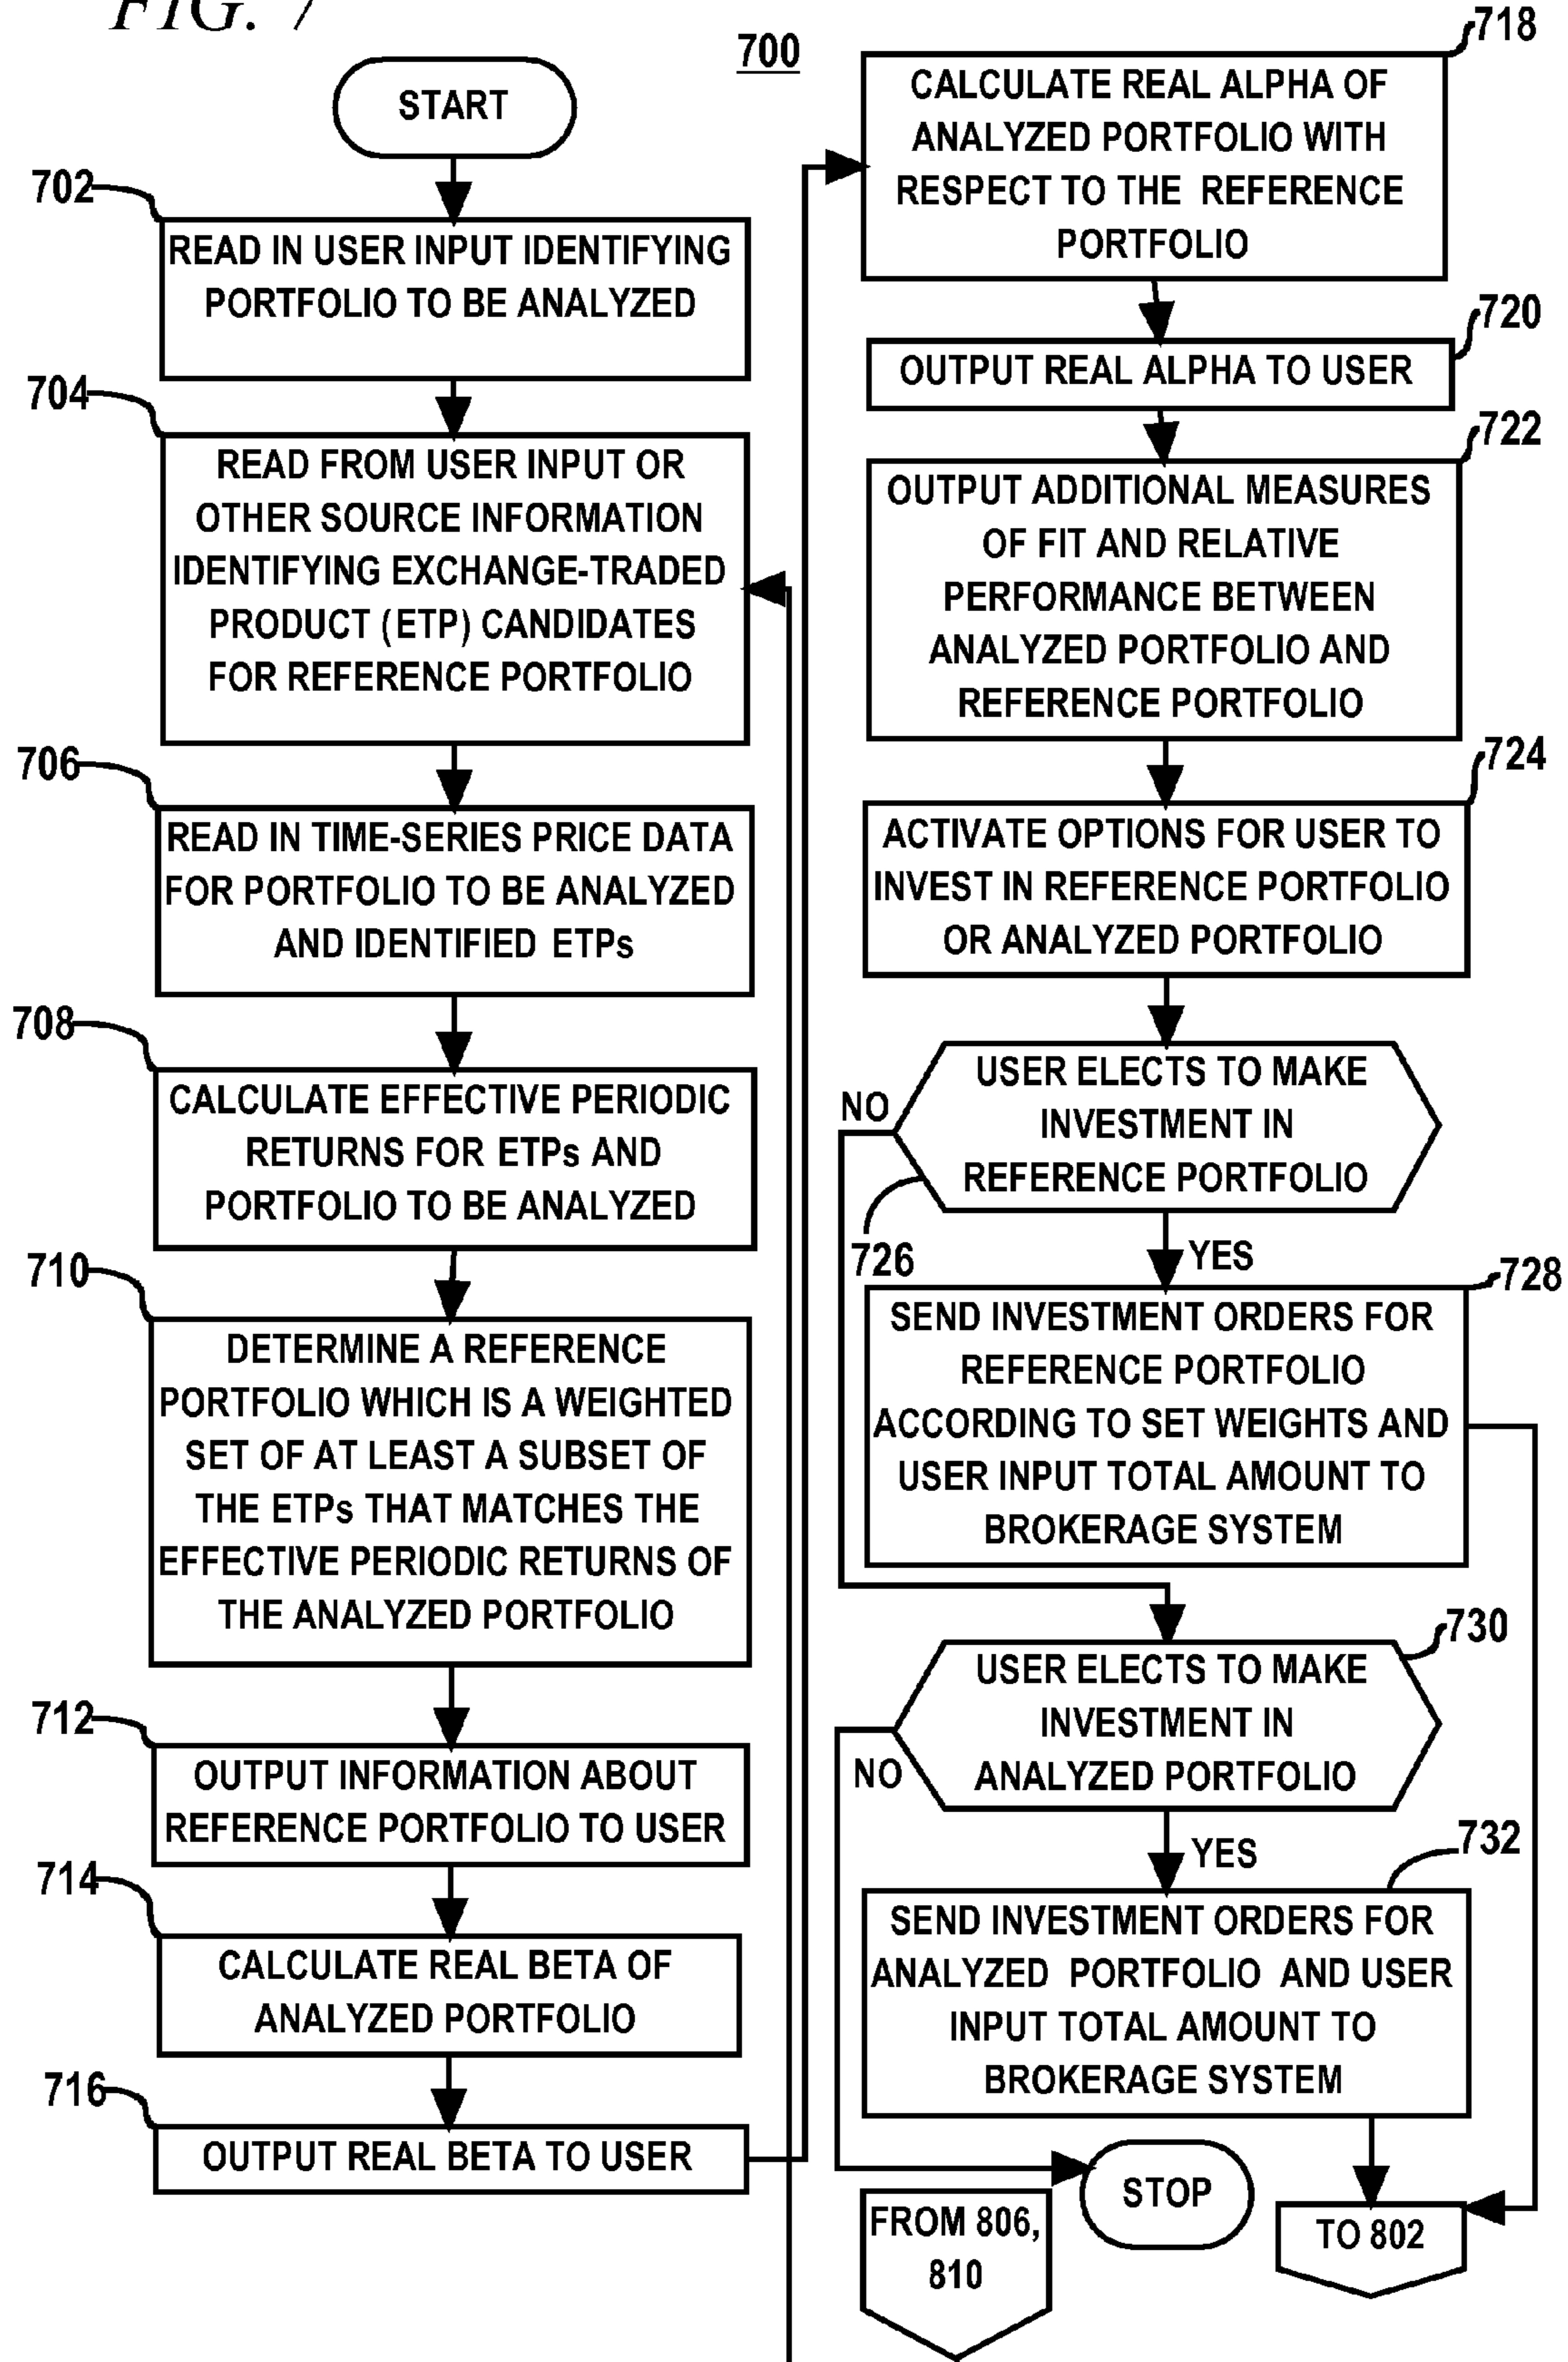 FIG. 7
700
START
702
READ IN USER INPUT IDENTIFYING
PORTFOLIO TO BE ANALYZED
704
READ FROM USER INPUT OR
OTHER SOURCE INFORMATION
IDENTIFYING EXCHANGE-TRADED
PRODUCT (ETP) CANDIDATES
FOR REFERENCE PORTFOLIO
706
READ IN TIME-SERIES PRICE DATA
FOR PORTFOLIO TO BE ANALYZED
AND IDENTIFIED ETPs
708
CALCULATE EFFECTIVE PERIODIC
RETURNS FOR ETPs AND
PORTFOLIO TO BE ANALYZED
710
DETERMINE A REFERENCE
PORTFOLIO WHICH IS A WEIGHTED
SET OF AT LEAST A SUBSET OF
THE ETPs THAT MATCHES THE
EFFECTIVE PERIODIC RETURNS OF
THE ANALYZED PORTFOLIO
712
OUTPUT INFORMATION ABOUT
REFERENCE PORTFOLIO TO USER
714
CALCULATE REAL BETA OF
ANALYZED PORTFOLIO
716
OUTPUT REAL BETA TO USER
718
CALCULATE REAL ALPHA OF
ANALYZED PORTFOLIO WITH
RESPECT TO THE REFERENCE
PORTFOLIO
720
OUTPUT REAL ALPHA TO USER
722
OUTPUT ADDITIONAL MEASURES
OF FIT AND RELATIVE
PERFORMANCE BETWEEN
ANALYZED PORTFOLIO AND
REFERENCE PORTFOLIO
724
ACTIVATE OPTIONS FOR USER TO
INVEST IN REFERENCE PORTFOLIO
OR ANALYZED PORTFOLIO
USER ELECTS TO MAKE
INVESTMENT IN
REFERENCE PORTFOLIO
NO
726
YES
728
SEND INVESTMENT ORDERS FOR
REFERENCE PORTFOLIO
ACCORDING TO SET WEIGHTS AND
USER INPUT TOTAL AMOUNT TO
BROKERAGE SYSTEM
730
USER ELECTS TO MAKE
INVESTMENT IN
ANALYZED PORTFOLIO
NO
YES
732
SEND INVESTMENT ORDERS FOR
ANALYZED PORTFOLIO AND USER
INPUT TOTAL AMOUNT TO
BROKERAGE SYSTEM
STOP
FROM 806,
810
TO 802